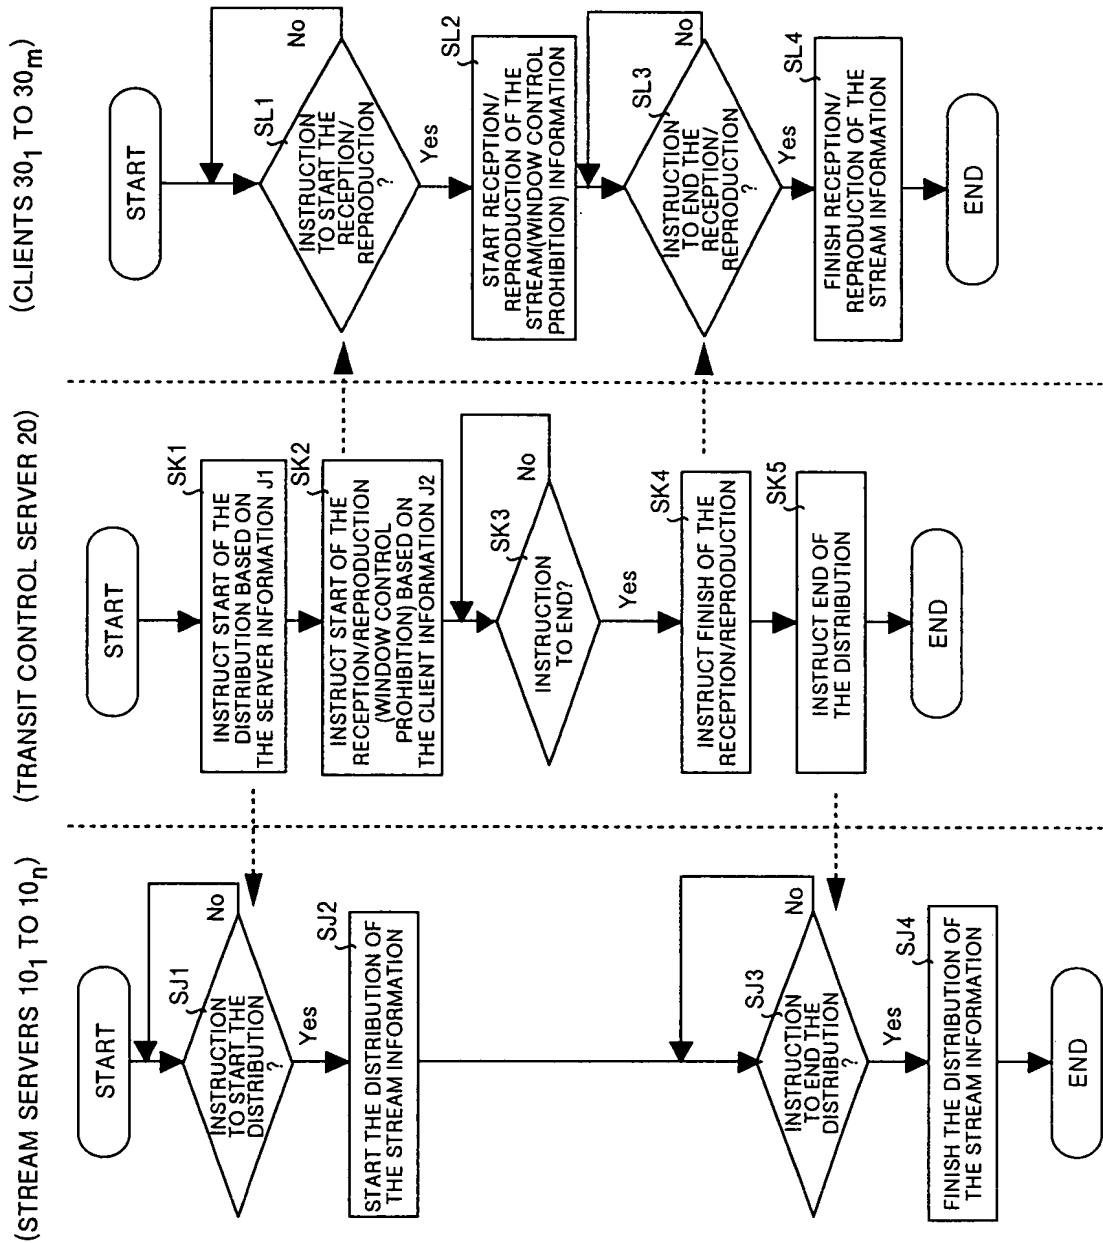 (STREAM SERVERS 10₁ TO 10ₙ)
START
SJ1
INSTRUCTION
TO START THE
DISTRIBUTION
?
No
Yes
SJ2
START THE DISTRIBUTION OF
THE STREAM INFORMATION
SJ3
INSTRUCTION
TO END THE
DISTRIBUTION
?
No
Yes
SJ4
FINISH THE DISTRIBUTION OF
THE STREAM INFORMATION
END
(TRANSIT CONTROL SERVER 20)
START
SK1
INSTRUCT START OF THE
DISTRIBUTION BASED ON
THE SERVER INFORMATION J1
SK2
INSTRUCT START OF THE
RECEPTION/REPRODUCTION
(WINDOW CONTROL
PROHIBITION) BASED ON
THE CLIENT INFORMATION J2
SK3
INSTRUCTION
TO END?
No
Yes
SK4
INSTRUCT FINISH OF THE
RECEPTION/REPRODUCTION
SK5
INSTRUCT END OF
THE DISTRIBUTION
END
(CLIENTS 30₁ TO 30ₘ)
START
SL1
INSTRUCTION
TO START THE
RECEPTION/
REPRODUCTION
?
No
Yes
SL2
START RECEPTION/
REPRODUCTION OF THE
STREAM(WINDOW CONTROL
PROHIBITION) INFORMATION
SL3
INSTRUCTION
TO END THE
RECEPTION/
REPRODUCTION
?
No
Yes
SL4
FINISH RECEPTION/
REPRODUCTION OF THE
STREAM INFORMATION
END